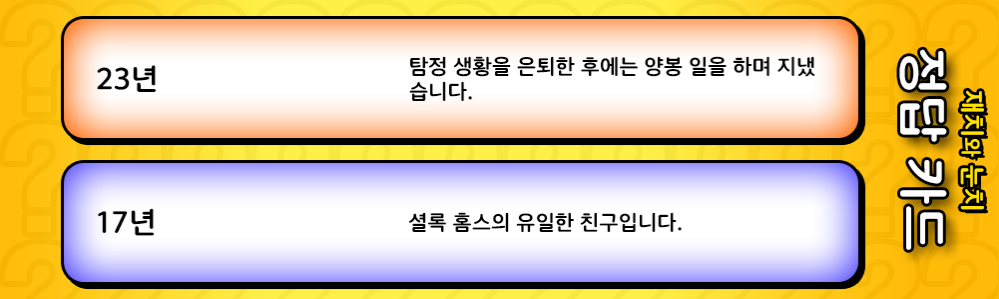 23년
탐정 생황을 은퇴한 후에는 양봉 일을 하며 지냈
습니다.
17년
셜록 홈스의 유일한 친구입니다.
재치와 눈치
정답 카드